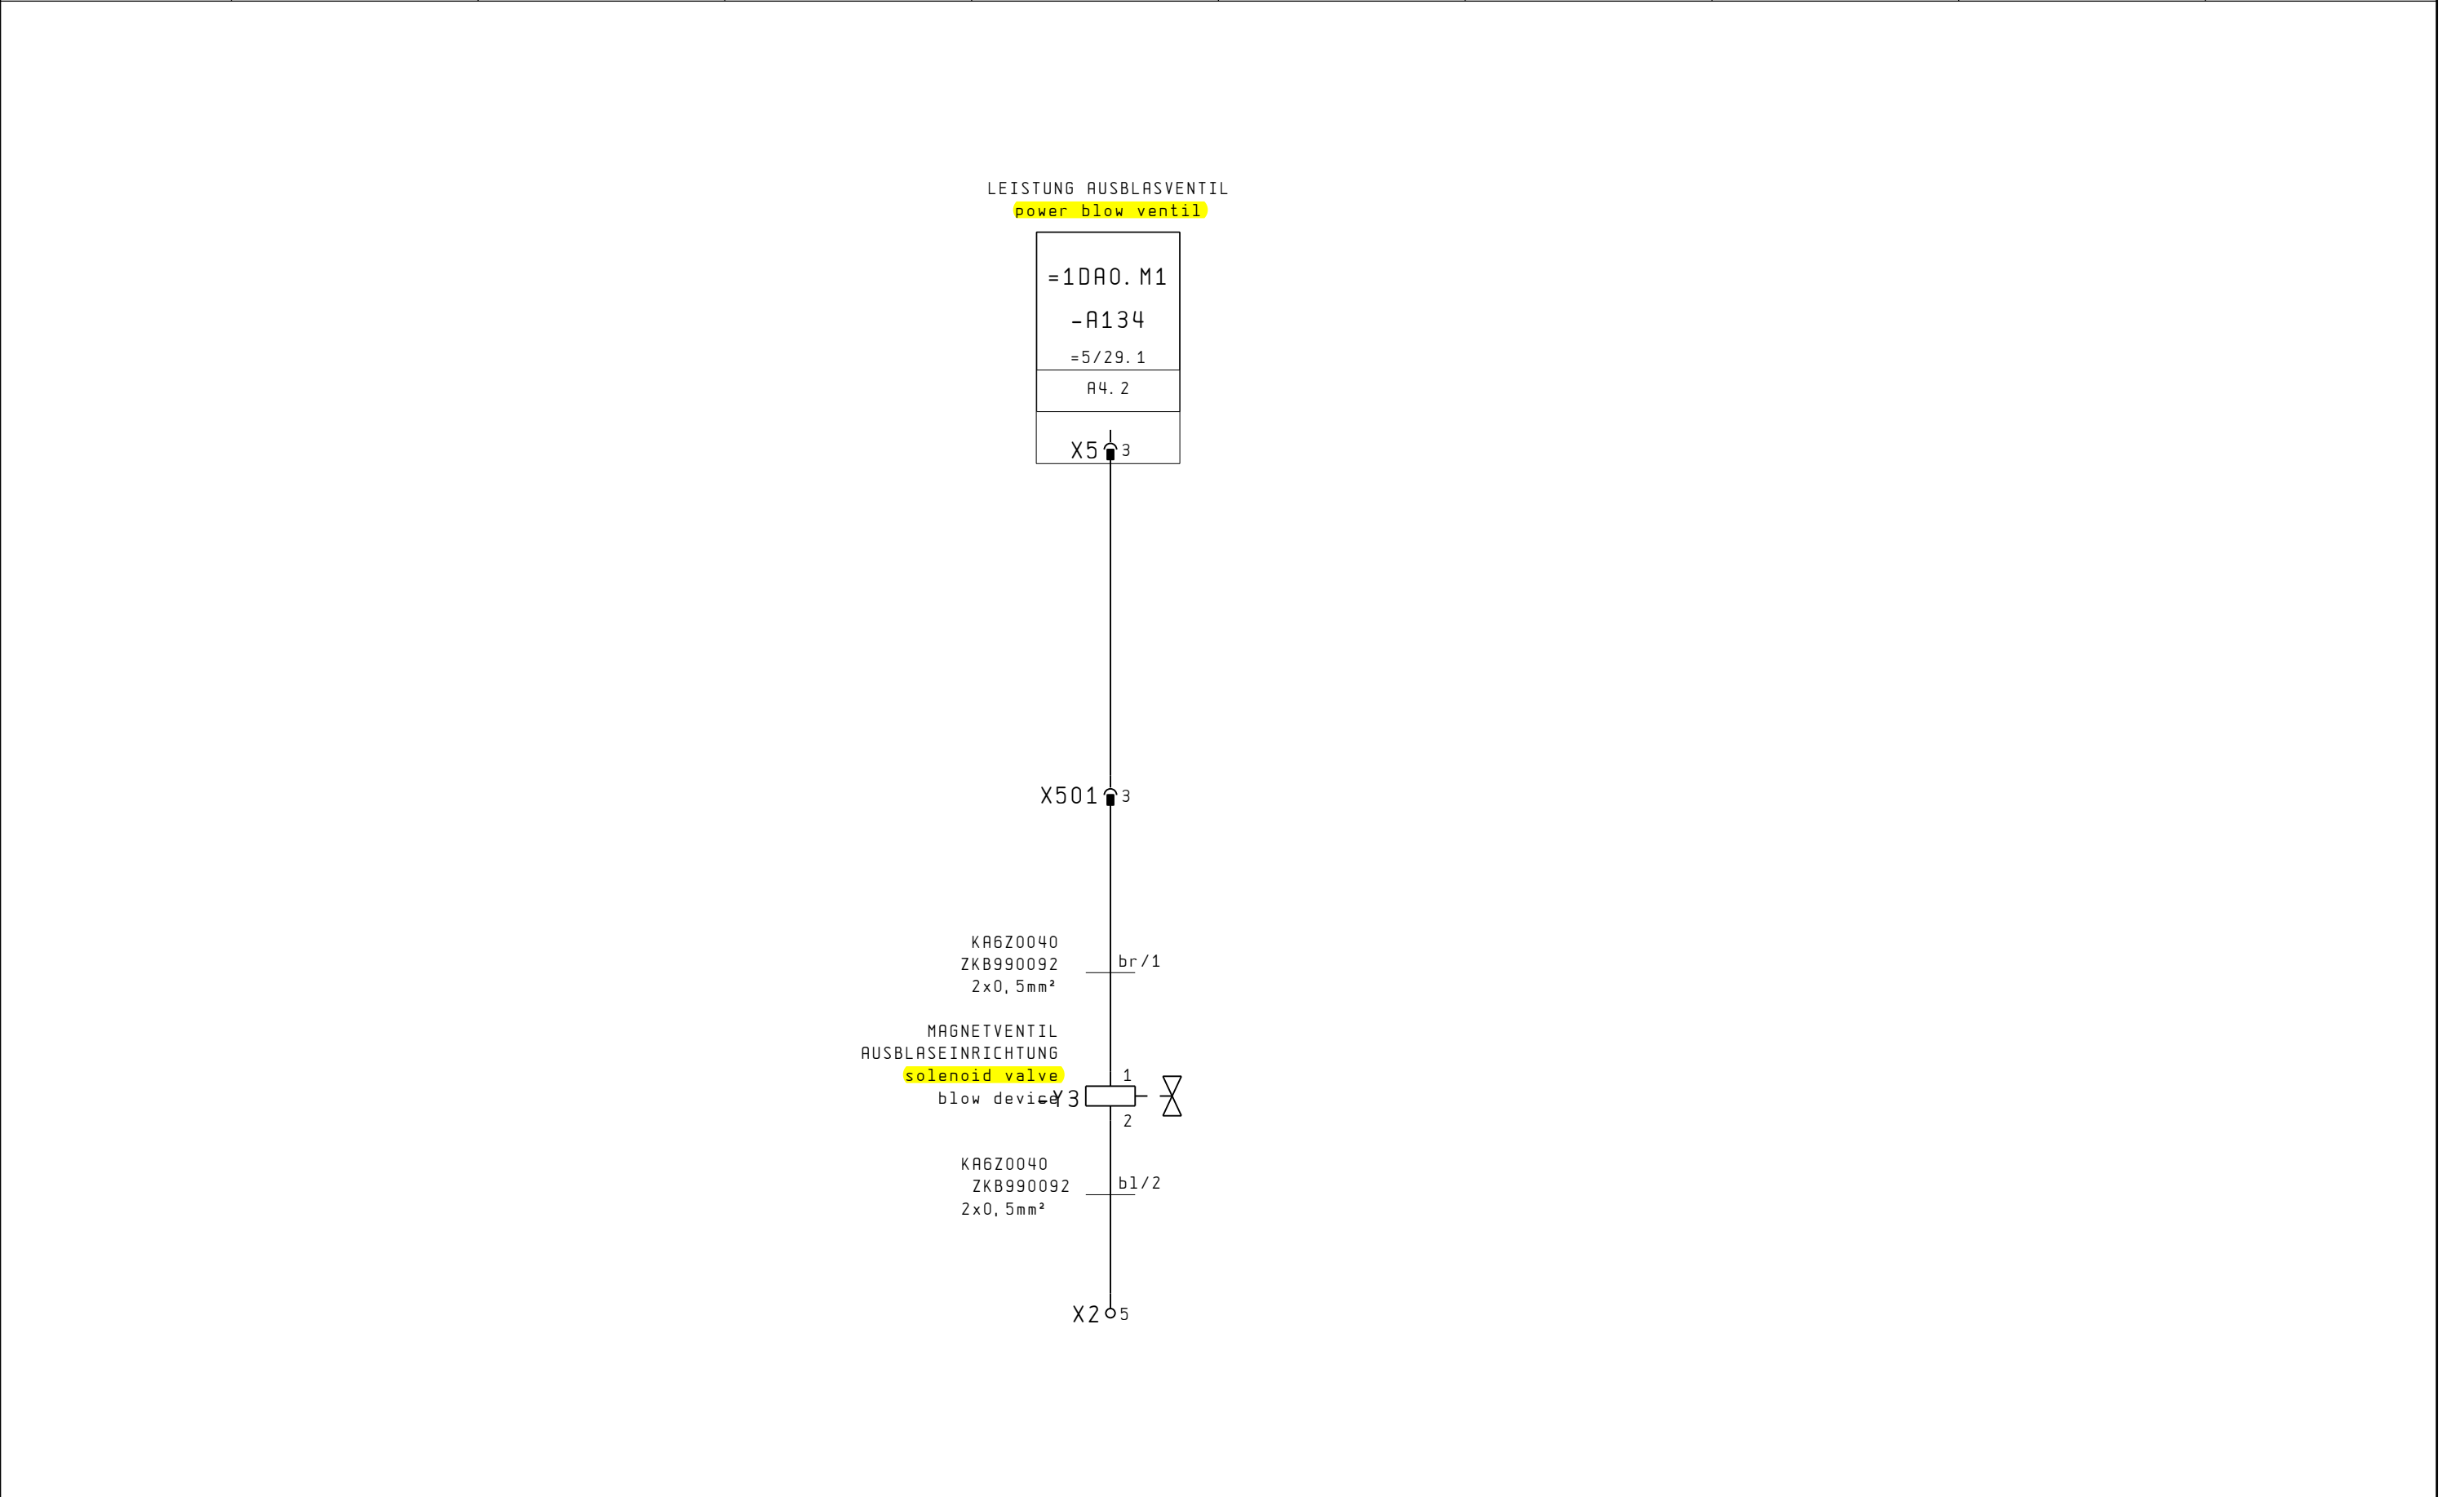 LEISTUNG AUSBLASVENTIL
power blow ventil
=1DA0.M1
-A134
=5/29.1
A4.2
X5 3
X501 3
KA6Z0040
ZKB990092
2x0,5mm²
br/1
MAGNETVENTIL
AUSBLASEINRICHTUNG
solenoid valve
blow device
-Y3
1
2
KA6Z0040
ZKB990092
2x0,5mm²
bl/2
X2 5